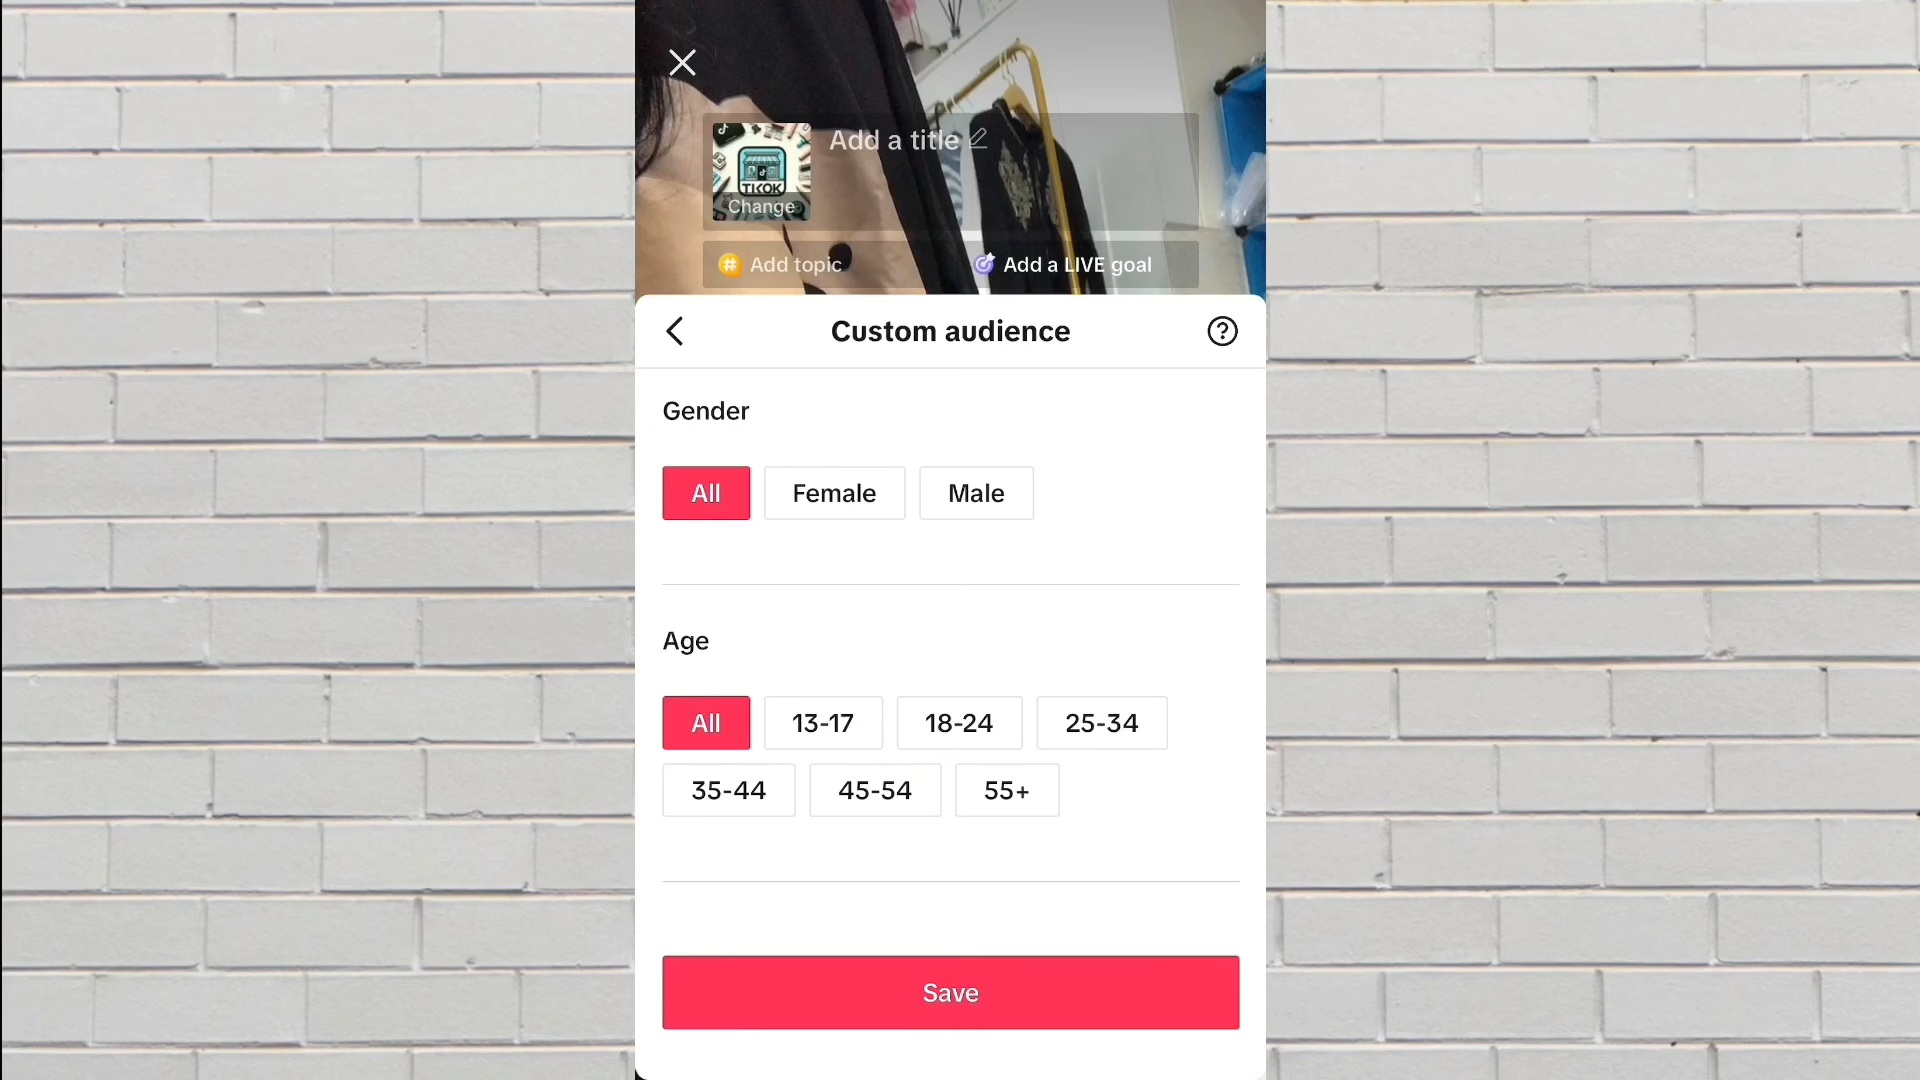 Add a title
TIKOK
Change
Add topic
Add a LIVE goal
Custom audience
Gender
All
Female
Male
Age
All
13-17
18-24
25-34
35-44
45-54
55+
Save